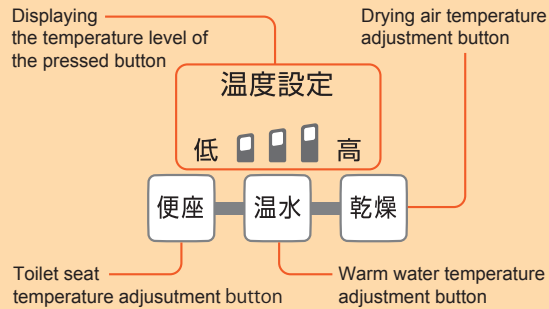 Displaying
the temperature level of
the pressed button
Drying air temperature
adjustment button
温度設定
低 高
便座 温水 乾燥
Toilet seat
temperature adjusutment button
Warm water temperature
adjustment button